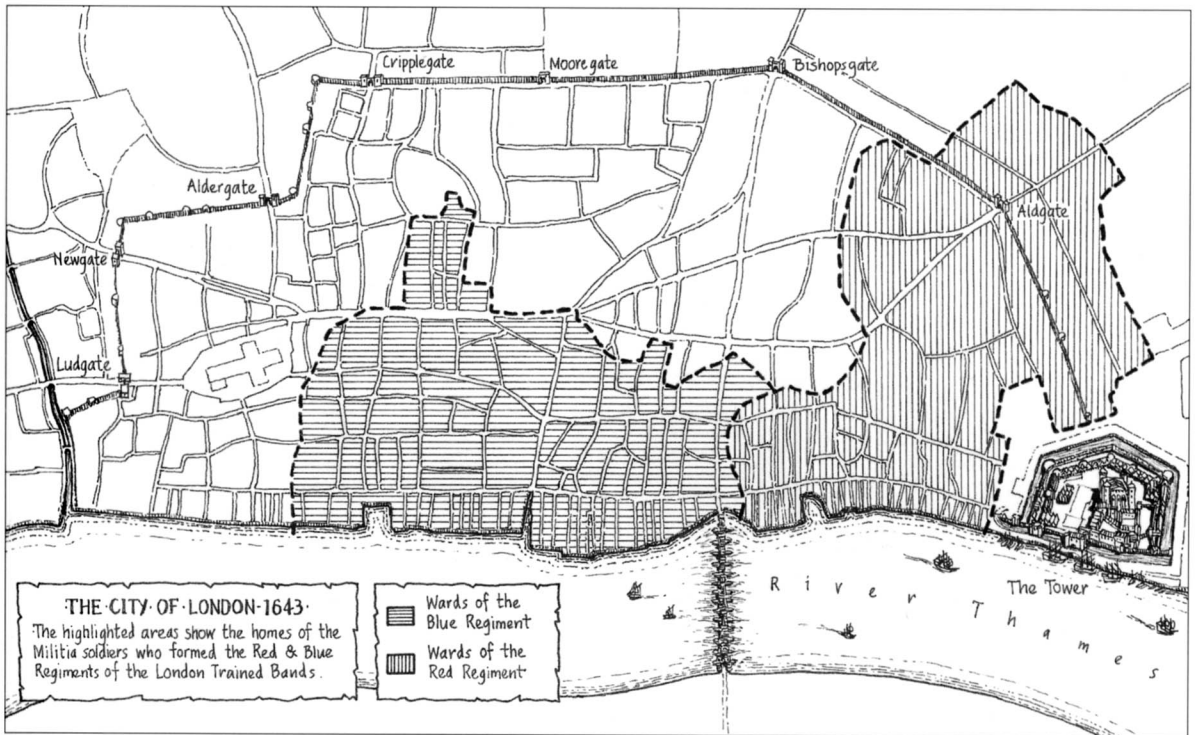 Cripplegate
Mooregate
Bishopsgate
Aldergate
Aldgate
Newgate
Ludgate
The Tower
River Thames
·THE·CITY·OF·LONDON·1643·
The highlighted areas show the homes of the
Militia soldiers who formed the Red & Blue
Regiments of the London Trained Bands.
Wards of the
Blue Regiment
Wards of the
Red Regiment